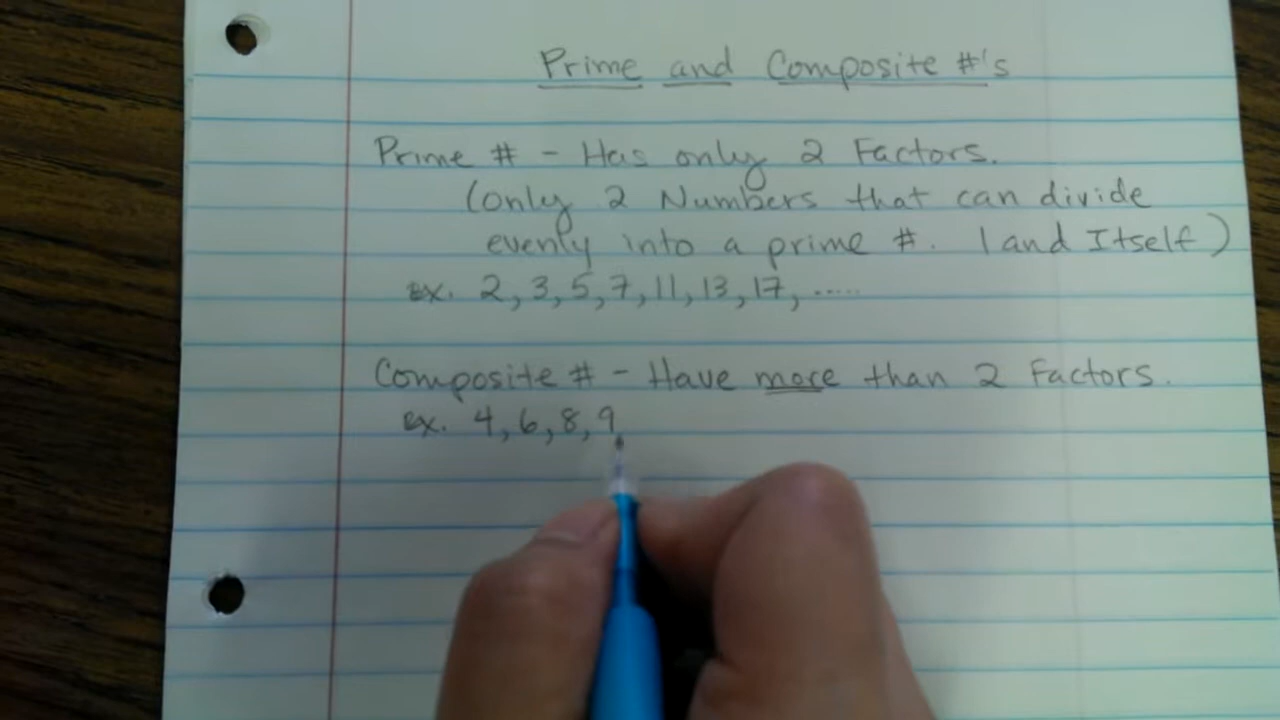 Prime and Composite #'s
Prime # - Has only 2 Factors.
(only 2 Numbers that can divide
evenly into a prime #. 1 and Itself)
ex. 2, 3, 5, 7, 11, 13, 17, .....
Composite # - Have more than 2 Factors.
ex. 4, 6, 8, 9,